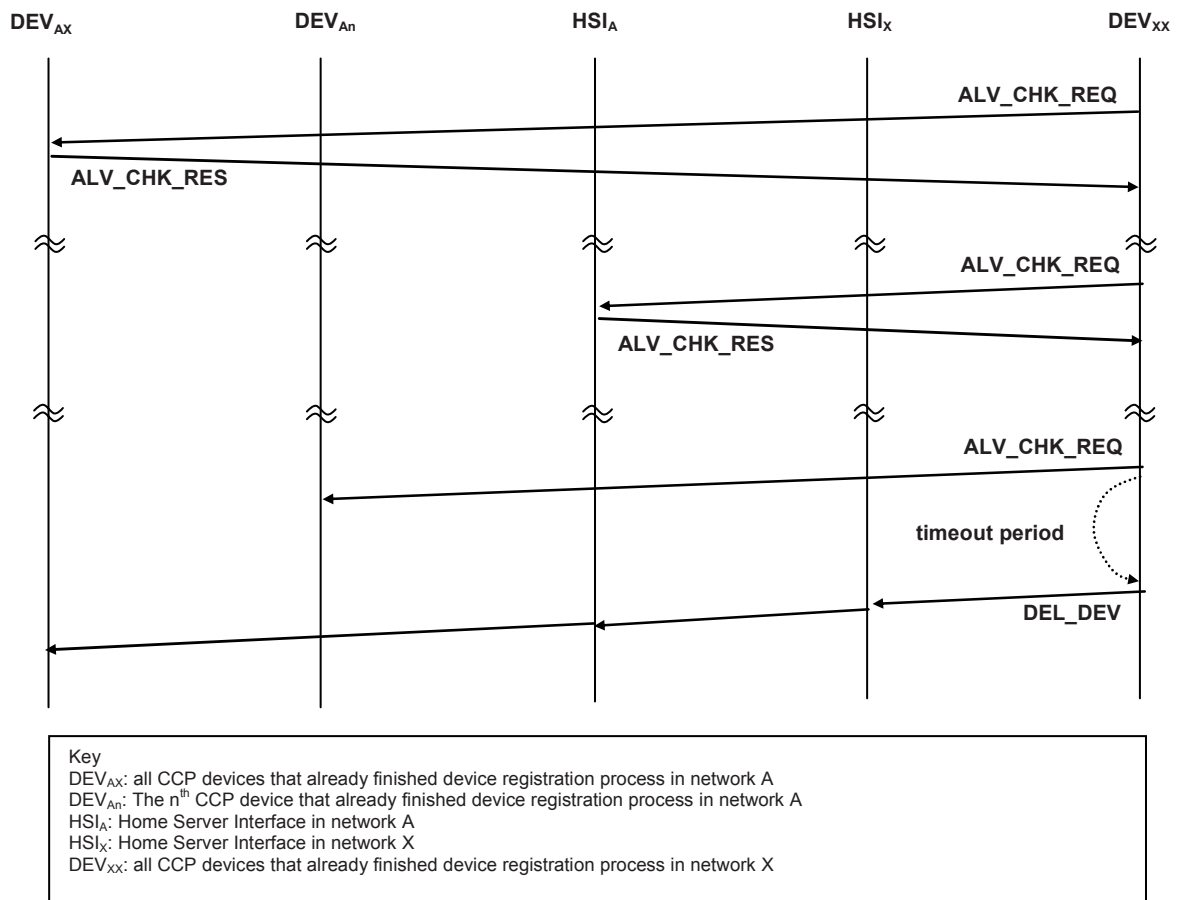 DEVAX DEVAn HSIA HSIX DEVXX
ALV_CHK_REQ
ALV_CHK_RES
ALV_CHK_REQ
ALV_CHK_RES
ALV_CHK_REQ
timeout period
DEL_DEV
Key
DEVAX: all CCP devices that already finished device registration process in network A
DEVAn: The nth CCP device that already finished device registration process in network A
HSIA: Home Server Interface in network A
HSIX: Home Server Interface in network X
DEVXX: all CCP devices that already finished device registration process in network X